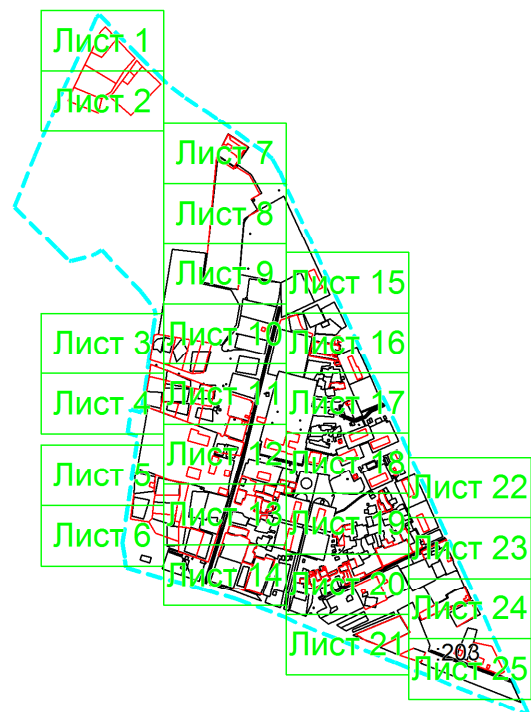 Лист 1
Лист 2
Лист 7
Лист 8
Лист 9
Лист 15
Лист 3
Лист 10
Лист 16
Лист 4
Лист 11
Лист 17
Лист 5
Лист 12
Лист 18
Лист 22
Лист 6
Лист 13
Лист 19
Лист 23
Лист 14
Лист 20
Лист 24
Лист 21
:203
Лист 25